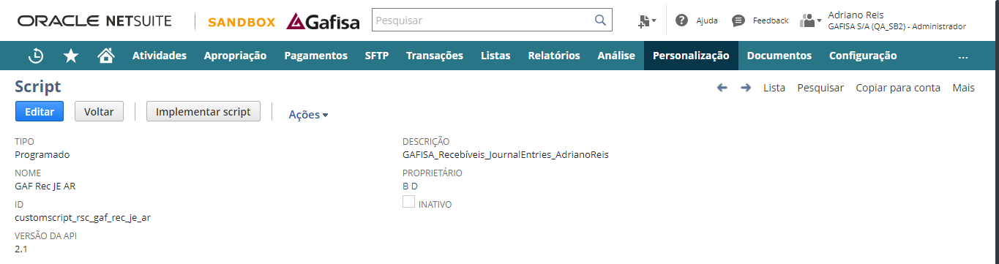 ORACLE NETSUITE SANDBOX Gafisa Pesquisar Ajuda Feedback Adriano Reis
GAFISA S/A (QA_SB2) - Administrador
Atividades Apropriação Pagamentos SFTP Transações Listas Relatórios Análise Personalização Documentos Configuração ...
Script
Lista Pesquisar Copiar para conta Mais
Editar Voltar Implementar script Ações
TIPO
Programado
NOME
GAF Rec JE AR
ID
customscript_rsc_gaf_rec_je_ar
VERSÃO DA API
2.1
DESCRIÇÃO
GAFISA_Recebíveis_JournalEntries_AdrianoReis
PROPRIETÁRIO
B D
INATIVO